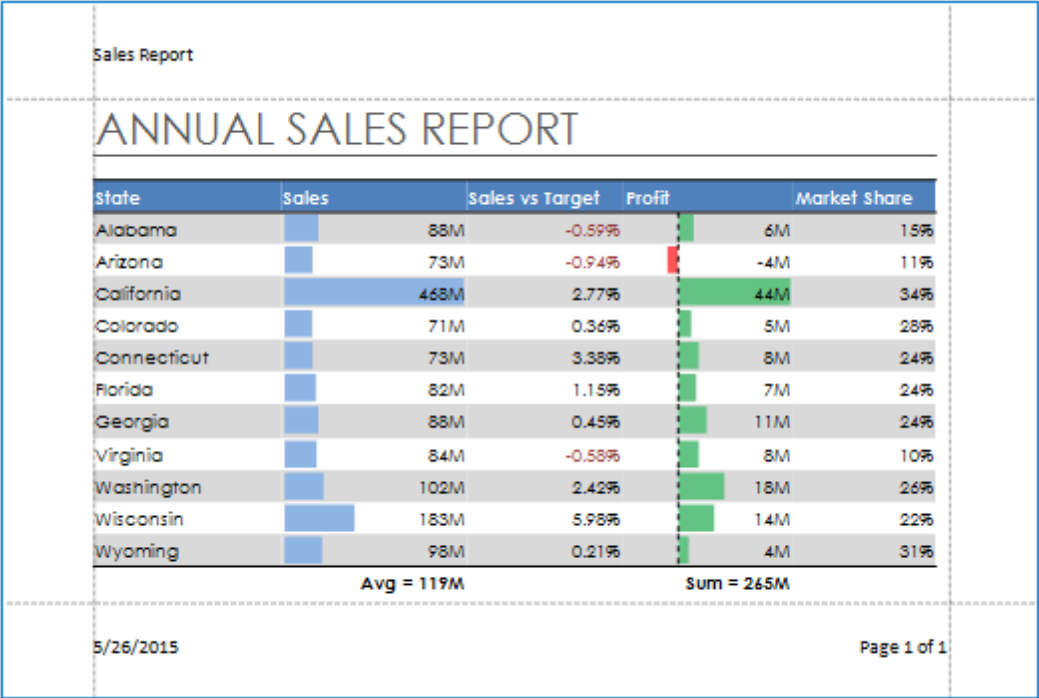 Sales Report
ANNUAL SALES REPORT
State Sales Sales vs Target Profit Market Share
Alabama 88M -0.59% 6M 15%
Arizona 73M -0.94% -4M 11%
California 468M 2.77% 44M 34%
Colorado 71M 0.36% 5M 28%
Connecticut 73M 3.38% 8M 24%
Florida 82M 1.15% 7M 24%
Georgia 88M 0.45% 11M 24%
Virginia 84M -0.58% 8M 10%
Washington 102M 2.42% 18M 26%
Wisconsin 183M 5.98% 14M 22%
Wyoming 98M 0.21% 4M 31%
Avg = 119M Sum = 265M
5/26/2015 Page 1 of 1